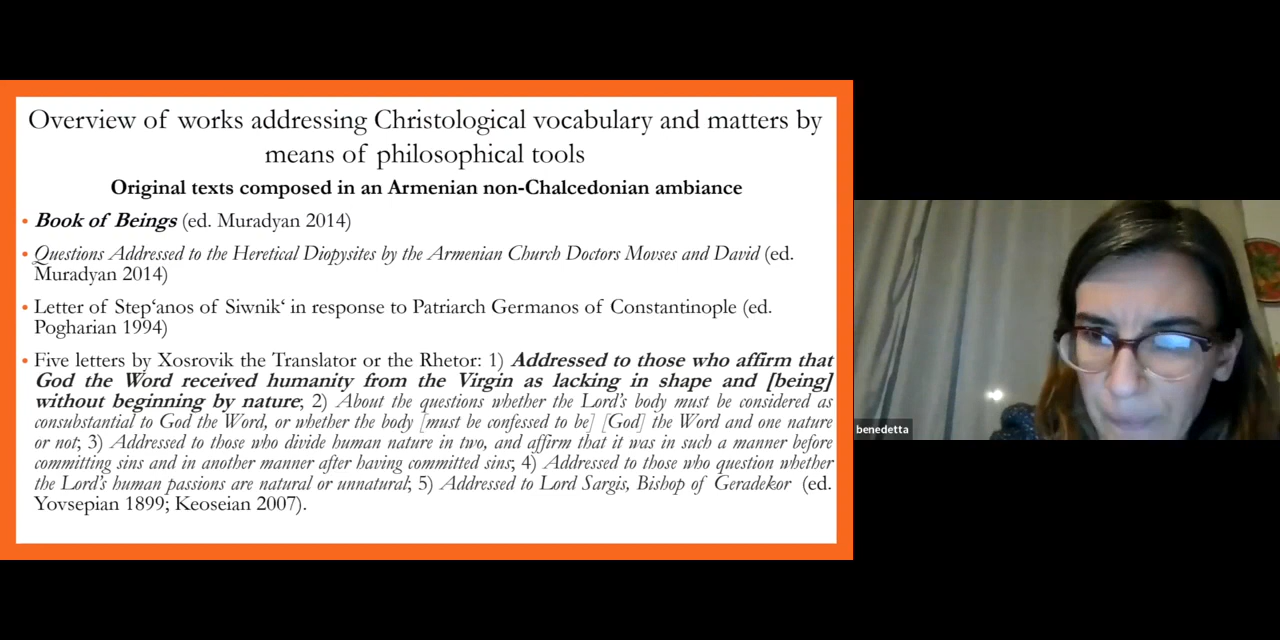 Overview of works addressing Christological vocabulary and matters by
means of philosophical tools
Original texts composed in an Armenian non-Chalcedonian ambiance
• Book of Beings (ed. Muradyan 2014)
• Questions Addressed to the Heretical Diopysites by the Armenian Church Doctors Movses and David (ed.
Muradyan 2014)
• Letter of Step‘anos of Siwnik‘ in response to Patriarch Germanos of Constantinople (ed.
Pogharian 1994)
• Five letters by Xosrovik the Translator or the Rhetor: 1) Addressed to those who affirm that
God the Word received humanity from the Virgin as lacking in shape and [being]
without beginning by nature; 2) About the questions whether the Lord's body must be considered as
consubstantial to God the Word, or whether the body [must be confessed to be] [God] the Word and one nature
or not; 3) Addressed to those who divide human nature in two, and affirm that it was in such a manner before
committing sins and in another manner after having committed sins; 4) Addressed to those who question whether
the Lord's human passions are natural or unnatural; 5) Addressed to Lord Sargis, Bishop of Geradekor (ed.
Yovsepian 1899; Keoseian 2007).
benedetta